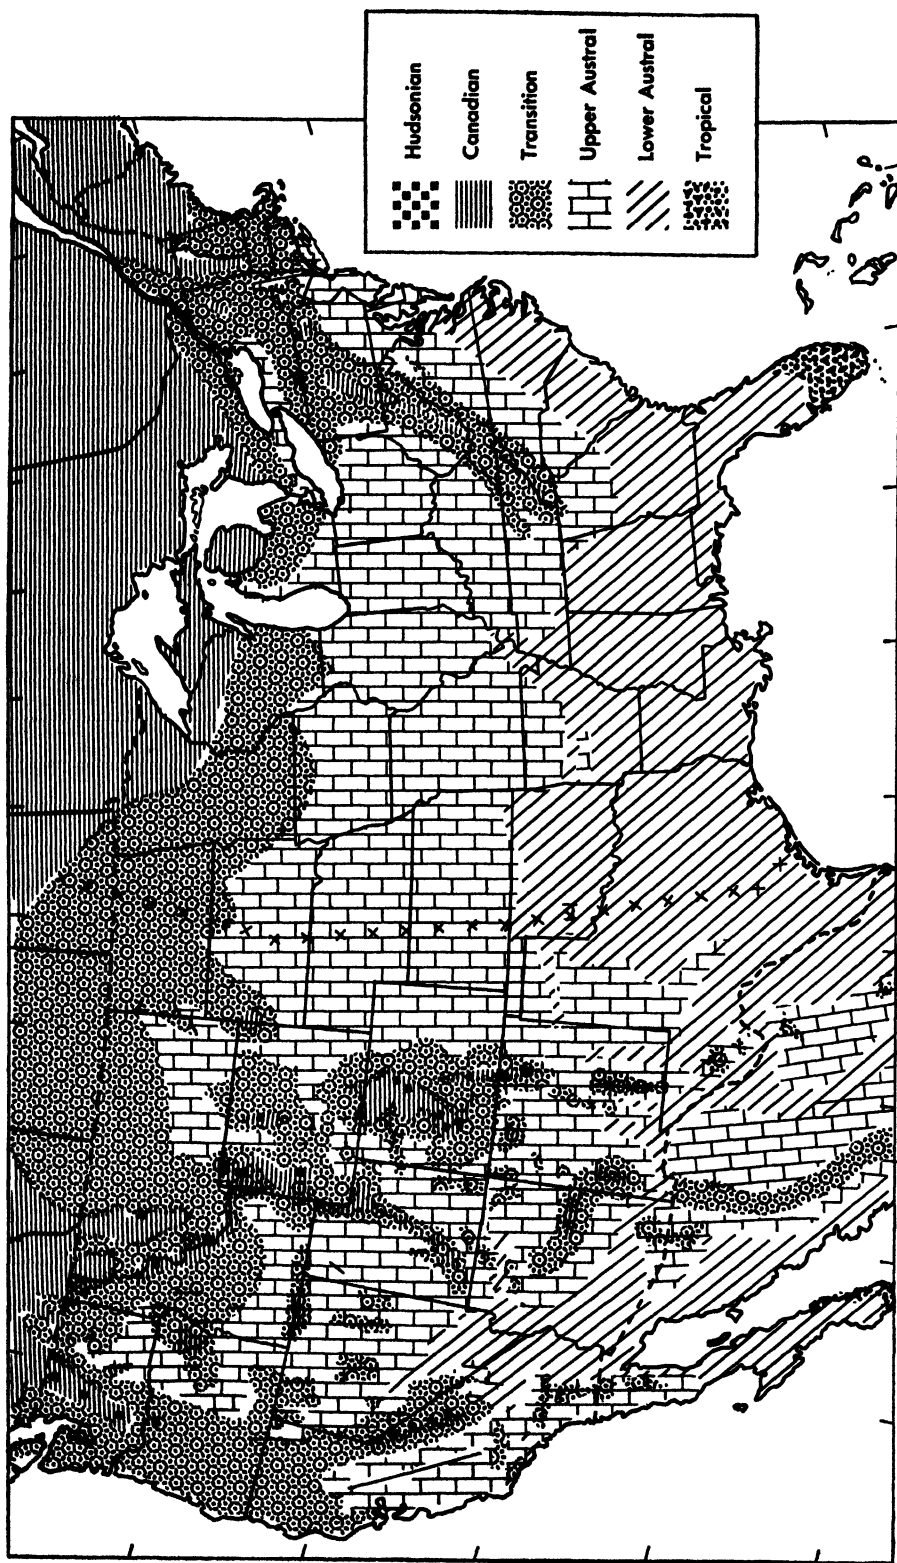 Hudsonian
Canadian
Transition
Upper Austral
Lower Austral
Tropical